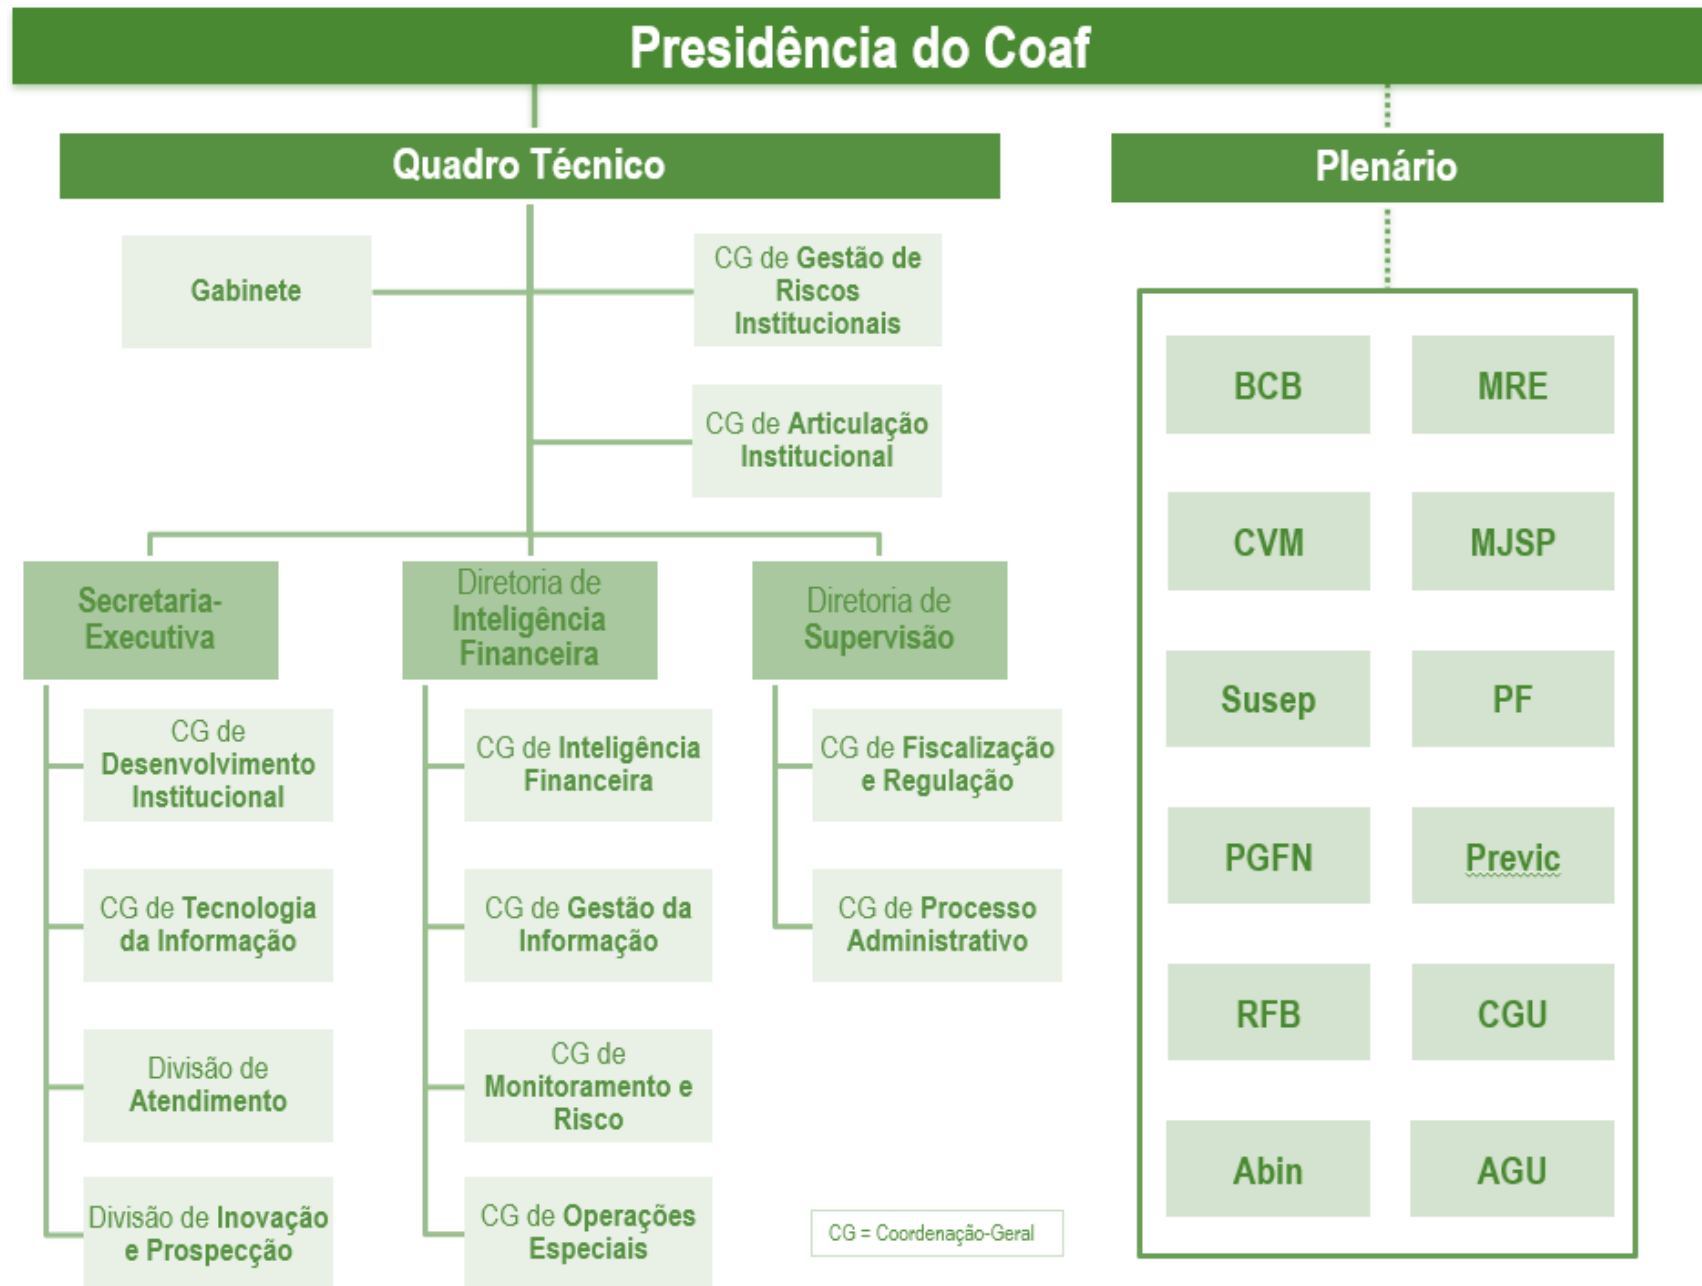 Presidência do Coaf
Quadro Técnico
Plenário
Gabinete
CG de Gestão de
Riscos
Institucionais
CG de Articulação
Institucional
Secretaria-
Executiva
Diretoria de
Inteligência
Financeira
Diretoria de
Supervisão
CG de
Desenvolvimento
Institucional
CG de Tecnologia
da Informação
Divisão de
Atendimento
Divisão de Inovação
e Prospecção
CG de Inteligência
Financeira
CG de Gestão da
Informação
CG de
Monitoramento e
Risco
CG de Operações
Especiais
CG de Fiscalização
e Regulação
CG de Processo
Administrativo
CG = Coordenação-Geral
BCB
MRE
CVM
MJSP
Susep
PF
PGFN
Previc
RFB
CGU
Abin
AGU